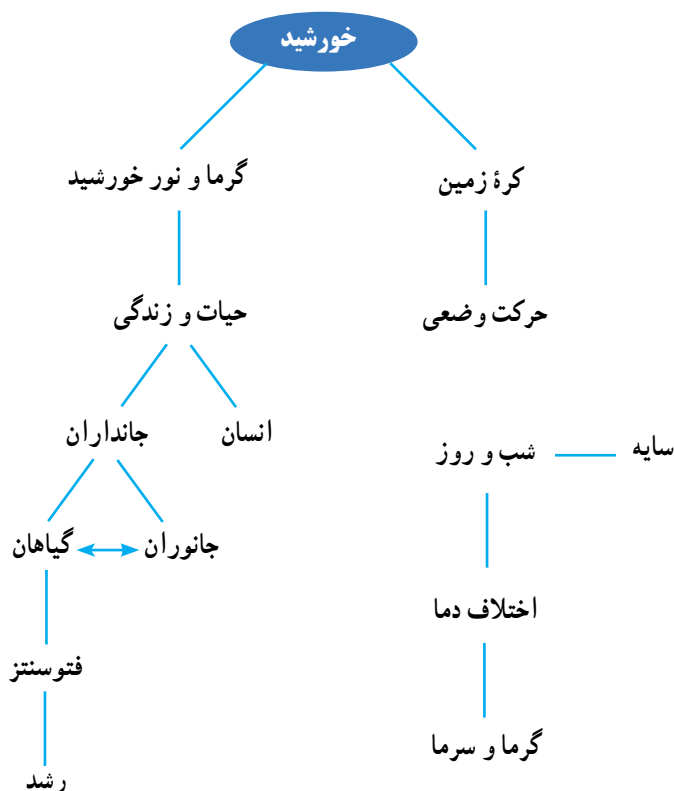 خورشید
کرۀ زمین
گرما و نور خورشید
حرکت وضعی
حیات و زندگی
سایه
شب و روز
انسان
جانداران
جانوران
گیاهان
اختلاف دما
فتوسنتز
گرما و سرما
رشد